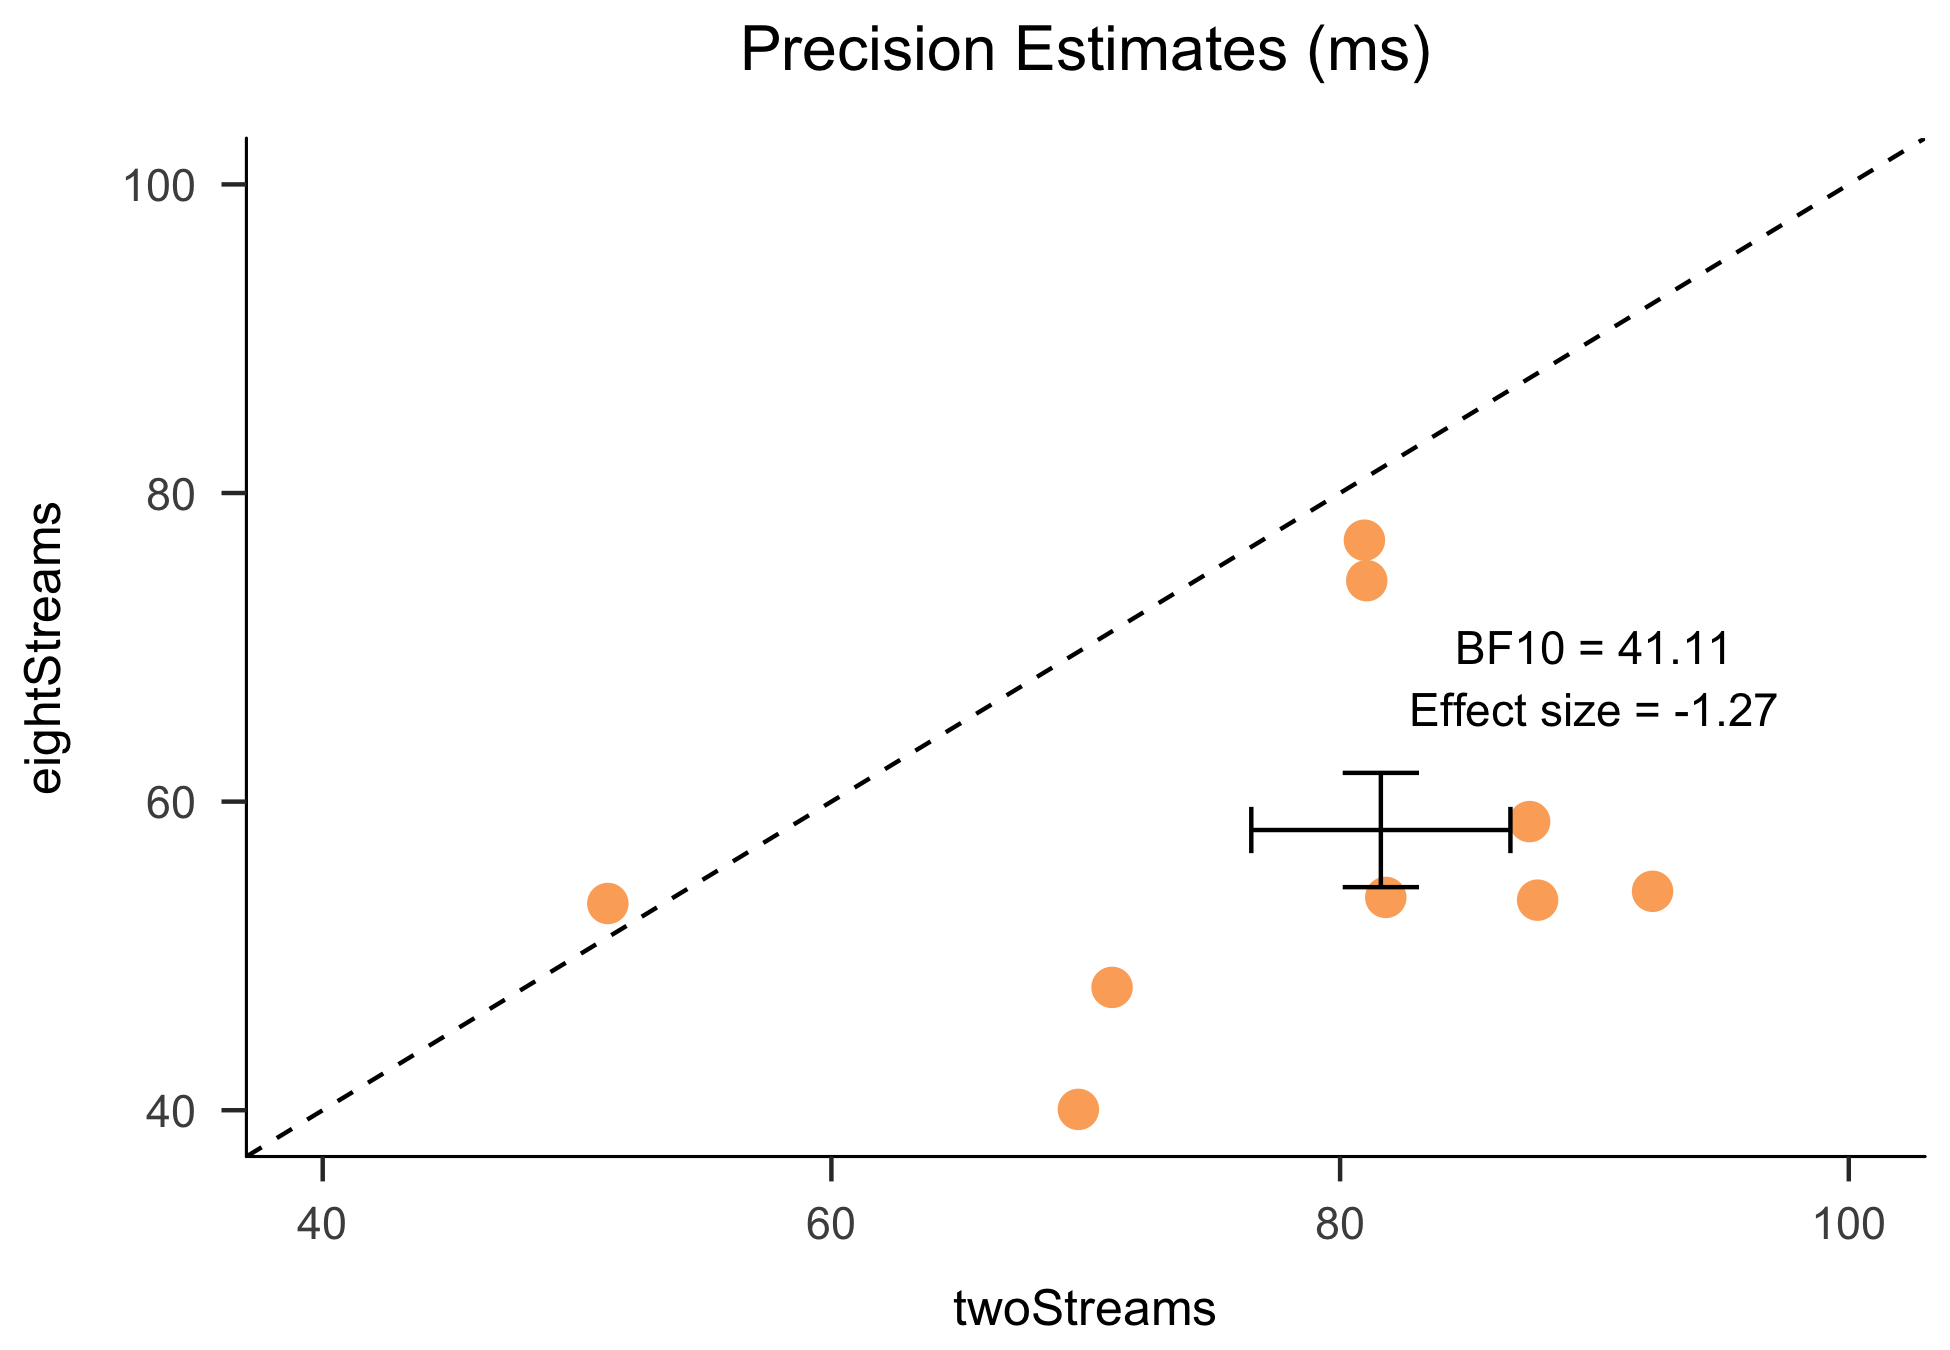 Precision Estimates (ms)
100
80
60
40
eightStreams
BF10 = 41.11
Effect size = -1.27
40
60
80
100
twoStreams